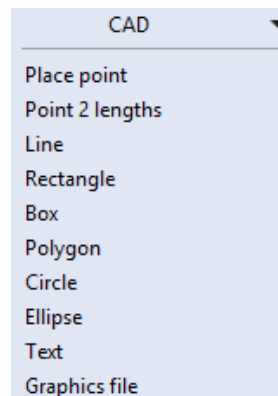 CAD
Place point
Point 2 lengths
Line
Rectangle
Box
Polygon
Circle
Ellipse
Text
Graphics file